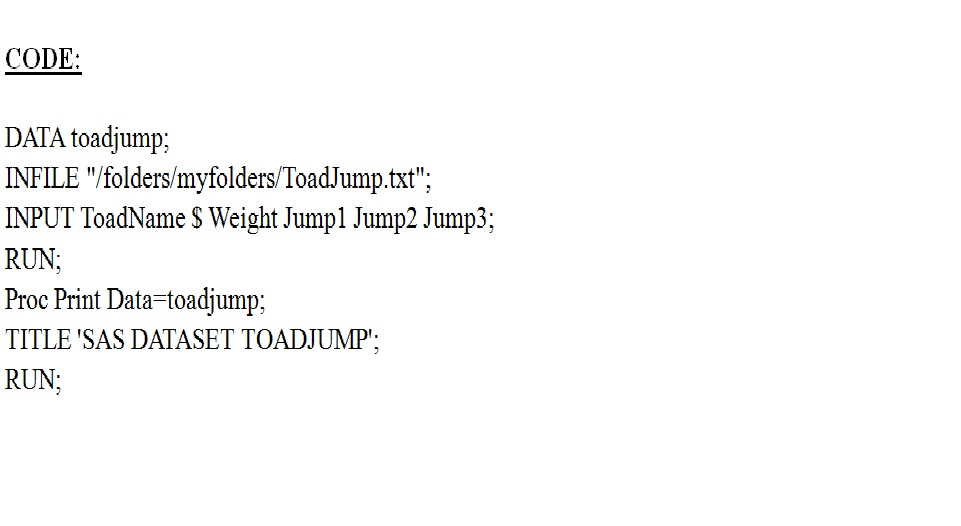 CODE:
DATA toadjump;
INFILE "/folders/myfolders/ToadJump.txt";
INPUT ToadName $ Weight Jump1 Jump2 Jump3;
RUN;
Proc Print Data=toadjump;
TITLE 'SAS DATASET TOADJUMP';
RUN;